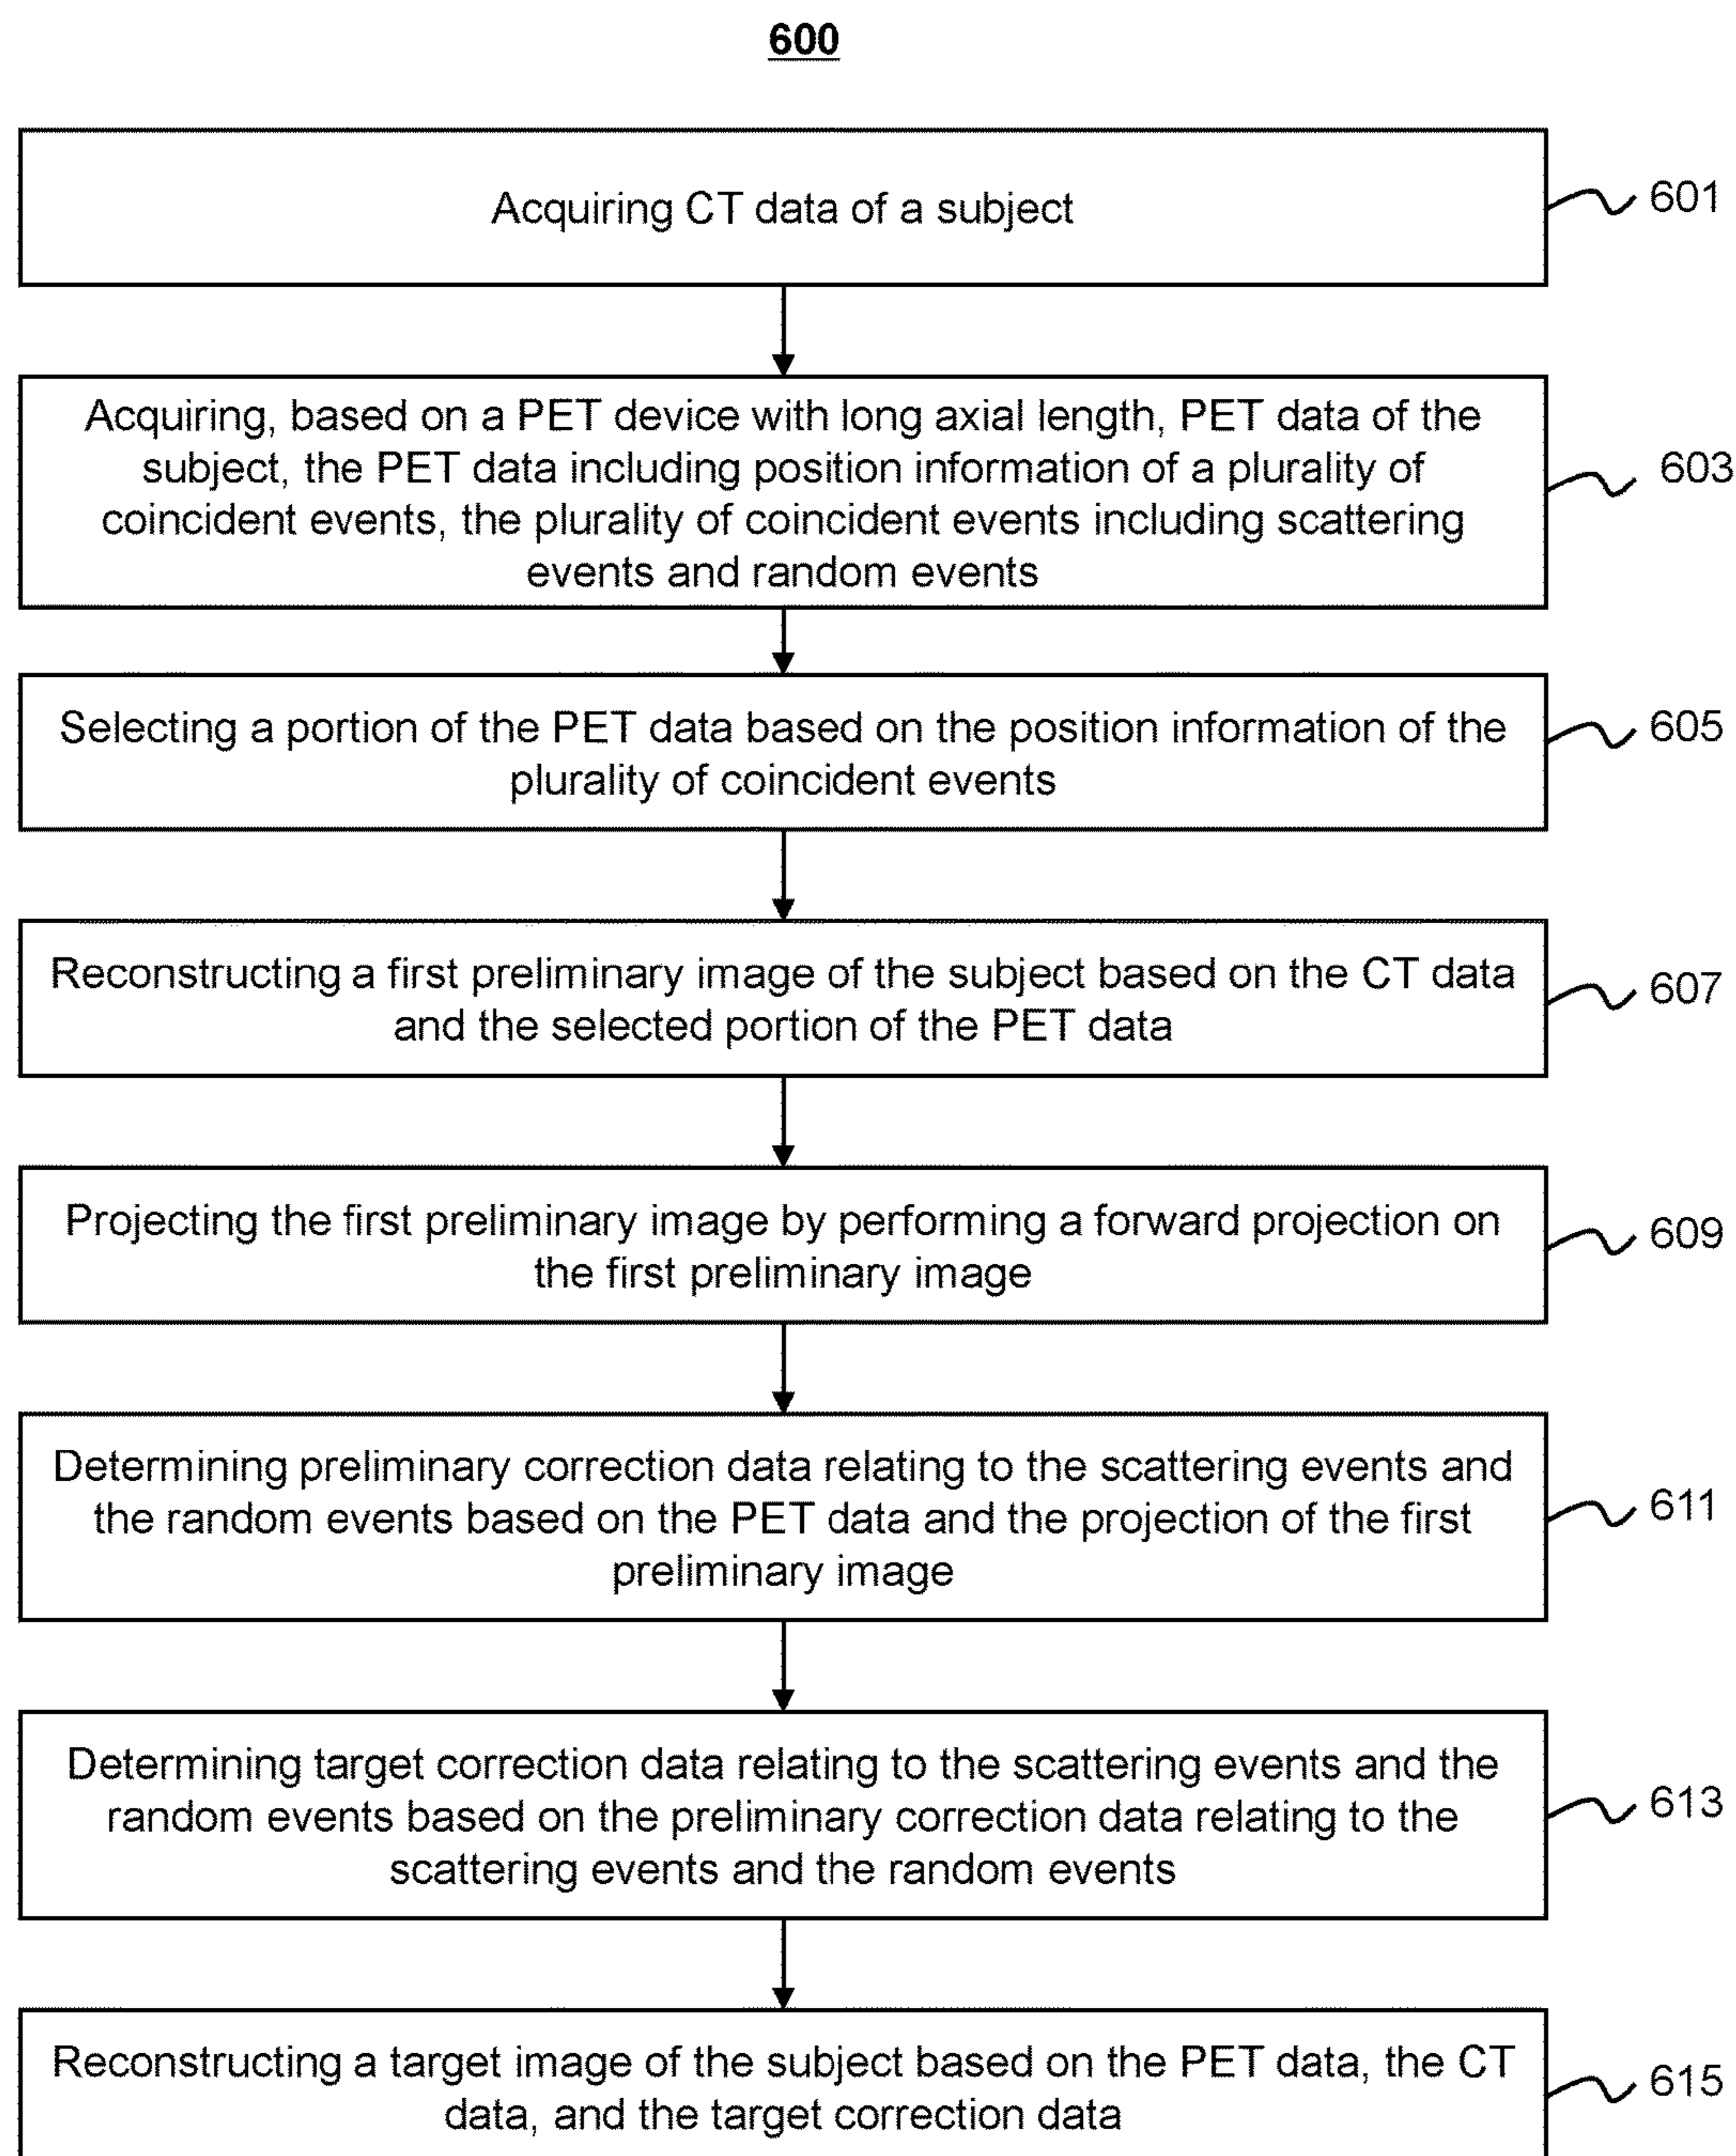 600
Acquiring CT data of a subject
601
Acquiring, based on a PET device with long axial length, PET data of the
subject, the PET data including position information of a plurality of
coincident events, the plurality of coincident events including scattering
events and random events
603
Selecting a portion of the PET data based on the position information of the
plurality of coincident events
605
Reconstructing a first preliminary image of the subject based on the CT data
and the selected portion of the PET data
607
Projecting the first preliminary image by performing a forward projection on
the first preliminary image
609
Determining preliminary correction data relating to the scattering events and
the random events based on the PET data and the projection of the first
preliminary image
611
Determining target correction data relating to the scattering events and the
random events based on the preliminary correction data relating to the
scattering events and the random events
613
Reconstructing a target image of the subject based on the PET data, the CT
data, and the target correction data
615